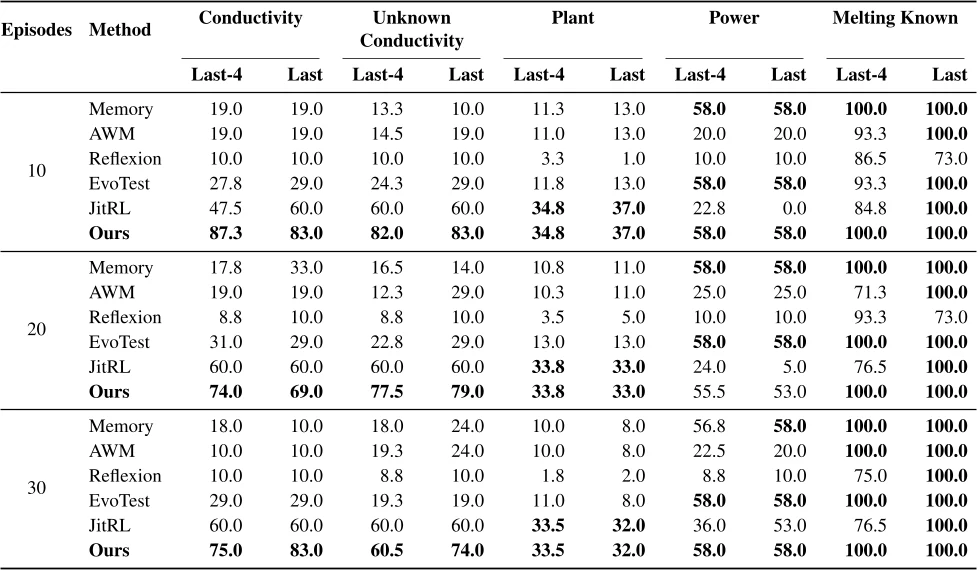 Episodes Method Conductivity Unknown Conductivity Plant Power Melting Known
Last-4 Last Last-4 Last Last-4 Last Last-4 Last Last-4 Last
10
Memory 19.0 19.0 13.3 10.0 11.3 13.0 58.0 58.0 100.0 100.0
AWM 19.0 19.0 14.5 19.0 11.0 13.0 20.0 20.0 93.3 100.0
Reflexion 10.0 10.0 10.0 10.0 3.3 1.0 10.0 10.0 86.5 73.0
EvoTest 27.8 29.0 24.3 29.0 11.8 13.0 58.0 58.0 93.3 100.0
JitRL 47.5 60.0 60.0 60.0 34.8 37.0 22.8 0.0 84.8 100.0
Ours 87.3 83.0 82.0 83.0 34.8 37.0 58.0 58.0 100.0 100.0
20
Memory 17.8 33.0 16.5 14.0 10.8 11.0 58.0 58.0 100.0 100.0
AWM 19.0 19.0 12.3 29.0 10.3 11.0 25.0 25.0 71.3 100.0
Reflexion 8.8 10.0 8.8 10.0 3.5 5.0 10.0 10.0 93.3 73.0
EvoTest 31.0 29.0 22.8 29.0 13.0 13.0 58.0 58.0 100.0 100.0
JitRL 60.0 60.0 60.0 60.0 33.8 33.0 24.0 5.0 76.5 100.0
Ours 74.0 69.0 77.5 79.0 33.8 33.0 55.5 53.0 100.0 100.0
30
Memory 18.0 10.0 18.0 24.0 10.0 8.0 56.8 58.0 100.0 100.0
AWM 10.0 10.0 19.3 24.0 10.0 8.0 22.5 20.0 100.0 100.0
Reflexion 10.0 10.0 8.8 10.0 1.8 2.0 8.8 10.0 75.0 100.0
EvoTest 29.0 29.0 19.3 19.0 11.0 8.0 58.0 58.0 100.0 100.0
JitRL 60.0 60.0 60.0 60.0 33.5 32.0 36.0 53.0 76.5 100.0
Ours 75.0 83.0 60.5 74.0 33.5 32.0 58.0 58.0 100.0 100.0